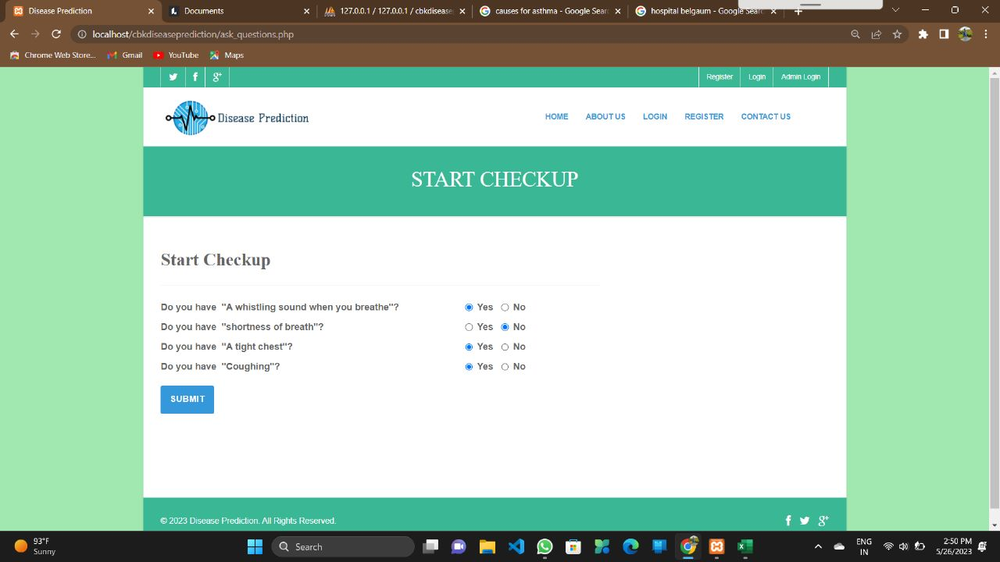 Disease Prediction
Documents
127.0.0.1 / 127.0.0.1 / cbkdisease
causes for asthma - Google Searc
hospital belgaum - Google Searc
localhost/cbkdiseaseprediction/ask_questions.php
Chrome Web Store...
Gmail
YouTube
Maps
Register
Login
Admin Login
Disease Prediction
HOME
ABOUT US
LOGIN
REGISTER
CONTACT US
START CHECKUP
Start Checkup
Do you have "A whistling sound when you breathe"? Yes No
Do you have "shortness of breath"? Yes No
Do you have "A tight chest"? Yes No
Do you have "Coughing"? Yes No
SUBMIT
© 2023 Disease Prediction. All Rights Reserved.
93°F
Sunny
Search
ENG
IN
2:50 PM
5/26/2023